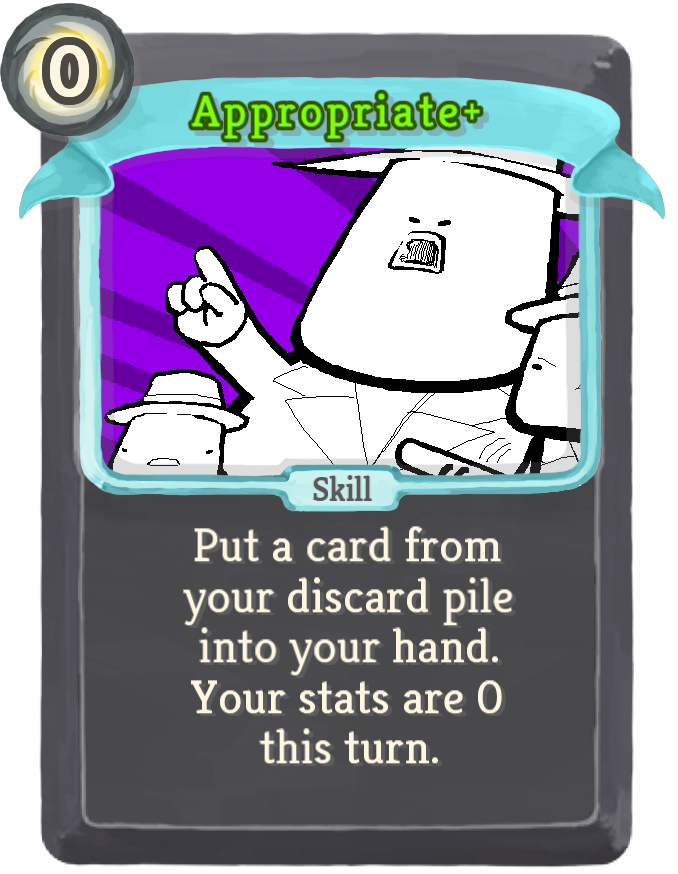 0
Appropriate+
Skill
Put a card from
your discard pile
into your hand.
Your stats are 0
this turn.